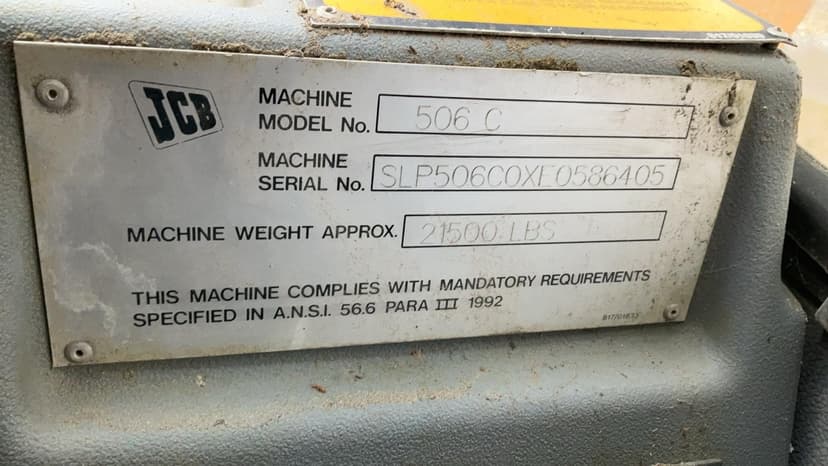 JCB
MACHINE
MODEL No. 506 C
MACHINE
SERIAL No. SLP506COXE0586405
MACHINE WEIGHT APPROX. 21500 LBS
THIS MACHINE COMPLIES WITH MANDATORY REQUIREMENTS
SPECIFIED IN A.N.S.I. 56.6 PARA III 1992